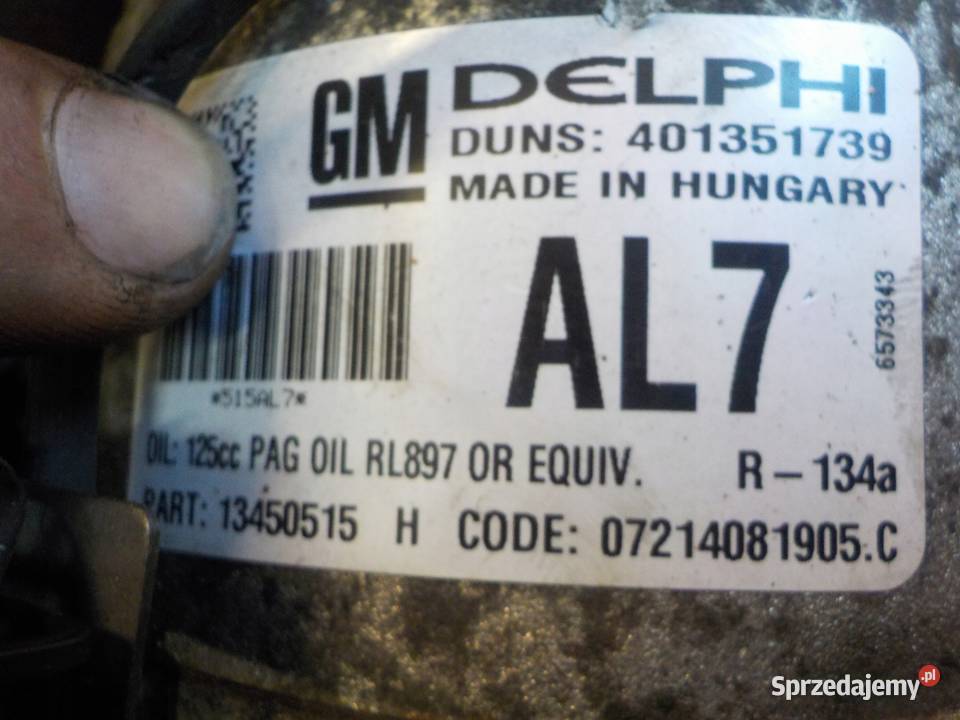 GM DELPHI
DUNS: 401351739
MADE IN HUNGARY
AL7
6573343
*515AL7*
OIL: 125cc PAG OIL RL897 OR EQUIV. R-134a
PART: 13450515 H CODE: 07214081905.C
Sprzedajemy.pl